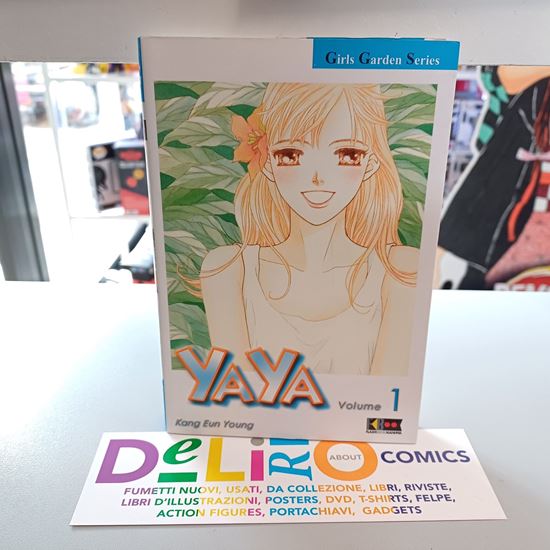 Girls Garden Series
YAYA
Volume 1
Kang Eun Young
DeLiRiO
ABOUT
COMICS
FUMETTI NUOVI, USATI, DA COLLEZIONE, LIBRI, RIVISTE,
LIBRI D'ILLUSTRAZIONI, POSTERS, DVD, T-SHIRTS, FELPE,
ACTION FIGURES, PORTACHIAVI, GADGETS